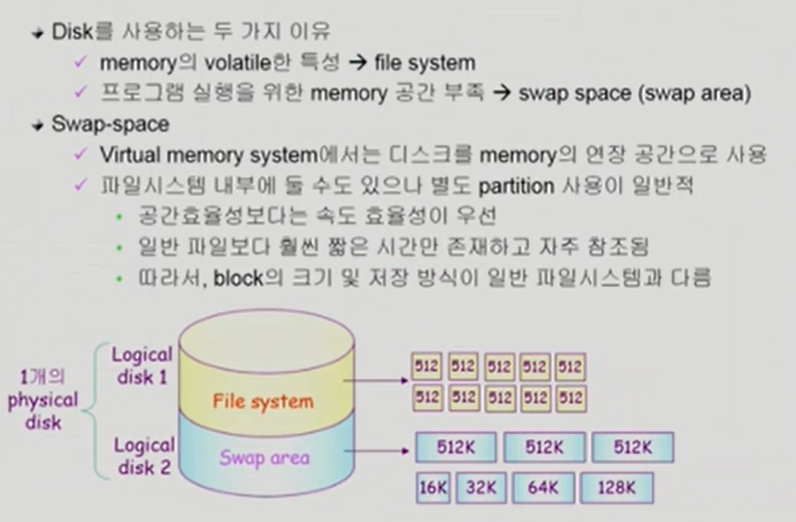 Disk를 사용하는 두 가지 이유
memory의 volatile한 특성 → file system
프로그램 실행을 위한 memory 공간 부족 → swap space (swap area)
Swap-space
Virtual memory system에서는 디스크를 memory의 연장 공간으로 사용
파일시스템 내부에 둘 수도 있으나 별도 partition 사용이 일반적
공간효율성보다는 속도 효율성이 우선
일반 파일보다 훨씬 짧은 시간만 존재하고 자주 참조됨
따라서, block의 크기 및 저장 방식이 일반 파일시스템과 다름
1개의
physical
disk
Logical
disk 1
Logical
disk 2
File system
Swap area
512 512 512 512 512
512 512 512 512 512
512K 512K 512K
16K 32K 64K 128K